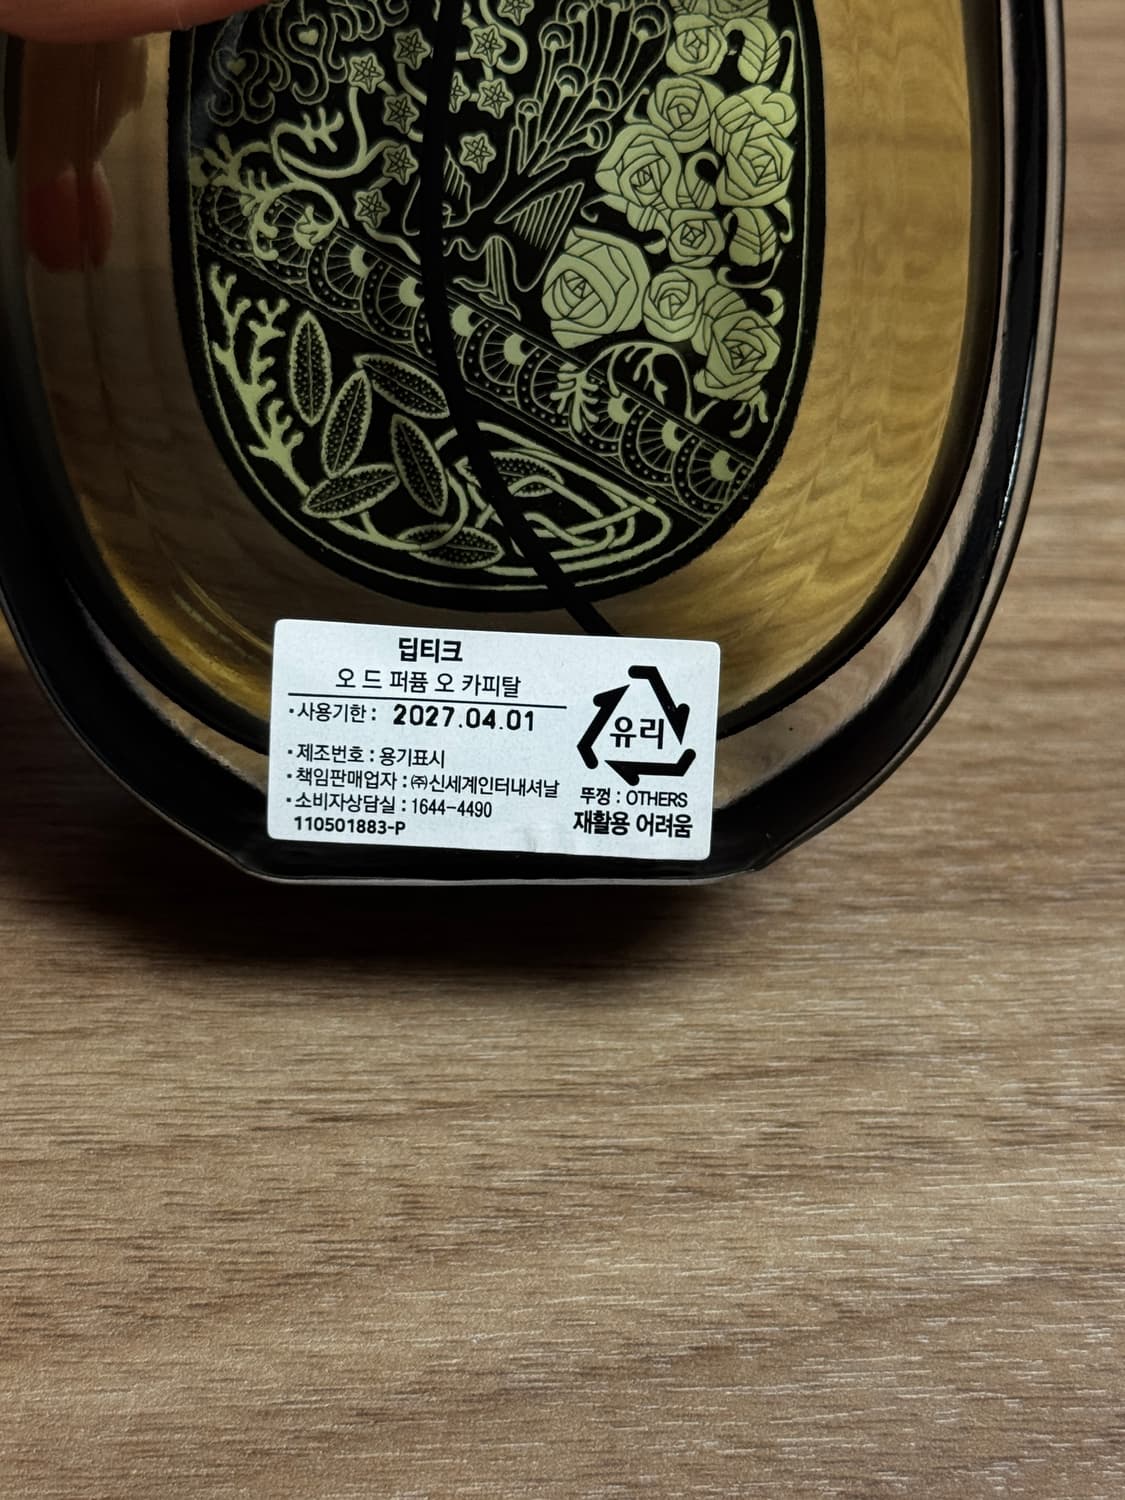 딥티크
오 드 퍼퓸 오 카피탈
·사용기한 : 2027.04.01
·제조번호 : 용기표시
·책임판매업자 : ㈜신세계인터내셔날
·소비자상담실 : 1644-4490
110501883-P
유리
뚜껑 : OTHERS
재활용 어려움